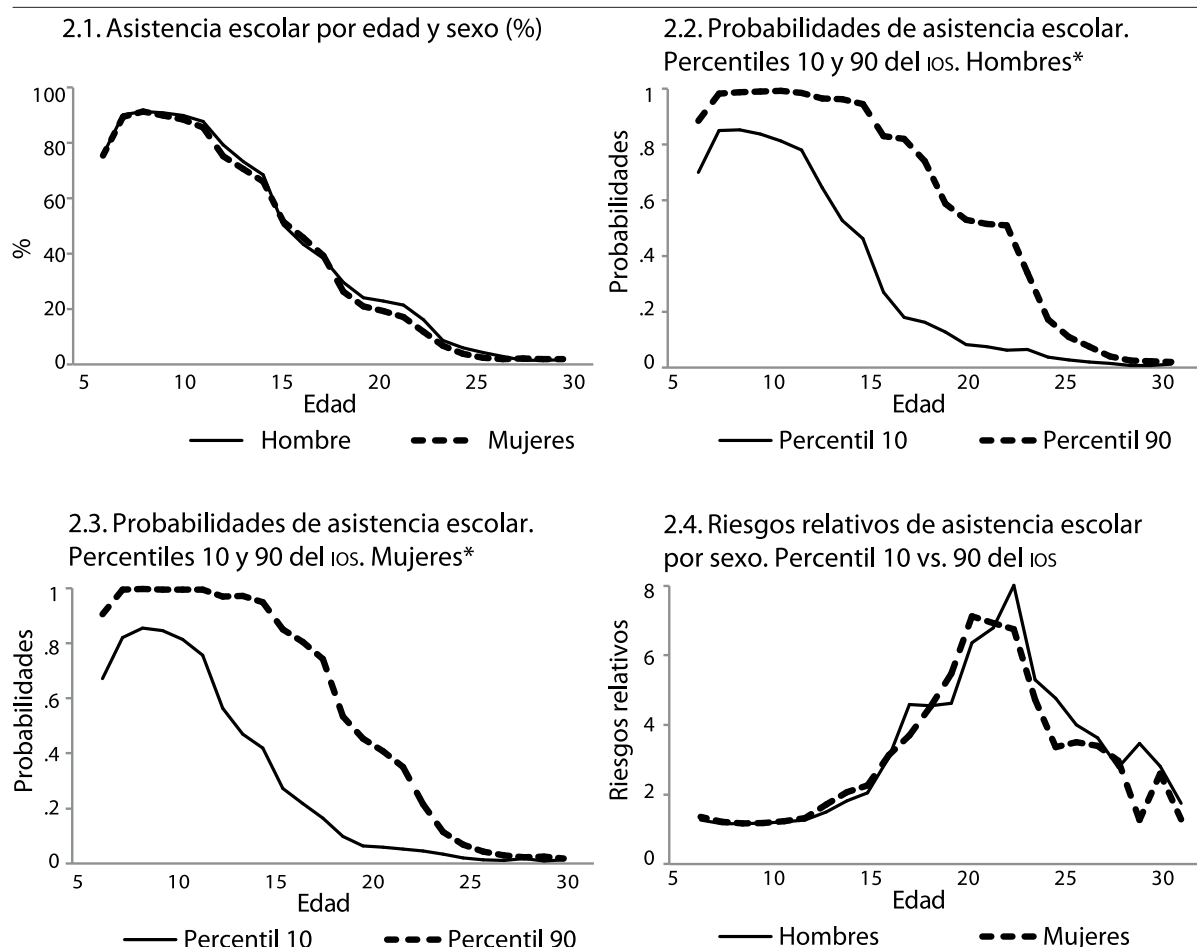 2.1. Asistencia escolar por edad y sexo (%)
%
100
80
60
40
20
0
5 10 15 20 25 30
Edad
Hombre Mujeres
2.2. Probabilidades de asistencia escolar.
Percentiles 10 y 90 del IOS. Hombres*
Probabilidades
1
.8
.6
.4
.2
0
5 10 15 20 25 30
Edad
Percentil 10 Percentil 90
2.3. Probabilidades de asistencia escolar.
Percentiles 10 y 90 del IOS. Mujeres*
Probabilidades
1
.8
.6
.4
.2
0
5 10 15 20 25 30
Edad
Percentil 10 Percentil 90
2.4. Riesgos relativos de asistencia escolar
por sexo. Percentil 10 vs. 90 del IOS
Riesgos relativos
8
6
4
2
0
5 10 15 20 25 30
Edad
Hombres Mujeres